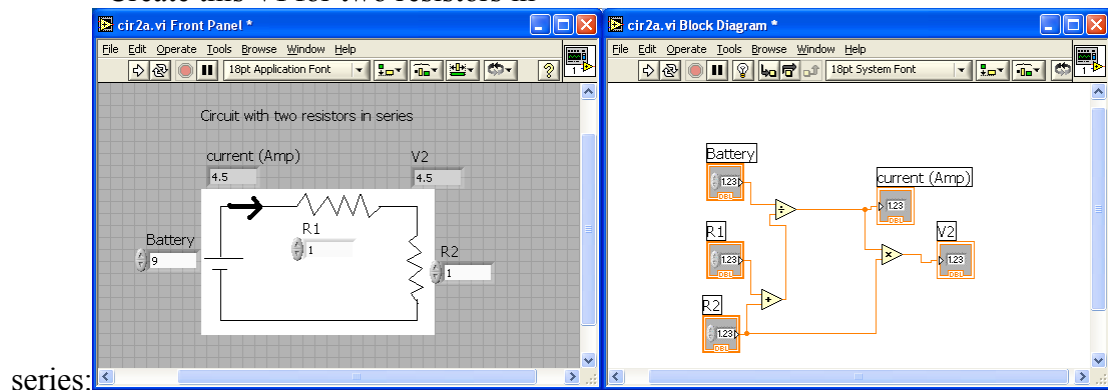 Create this VI for two resistors in
cir2a.vi Front Panel *
File Edit Operate Tools Browse Window Help
18pt Application Font
?
1
Circuit with two resistors in series
current (Amp)
4.5
V2
4.5
R1
1
Battery
9
R2
1
cir2a.vi Block Diagram *
File Edit Operate Tools Browse Window Help
18pt System Font
1
Battery
1.23
DBL
current (Amp)
1.23
DBL
R1
1.23
DBL
V2
1.23
DBL
R2
1.23
DBL
series: